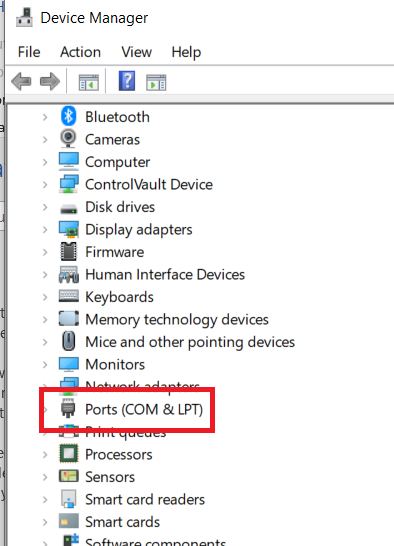 Device Manager
File Action View Help
Bluetooth
Cameras
Computer
ControlVault Device
Disk drives
Display adapters
Firmware
Human Interface Devices
Keyboards
Memory technology devices
Mice and other pointing devices
Monitors
Network adapters
Ports (COM & LPT)
Print queues
Processors
Sensors
Smart card readers
Smart cards
Software components